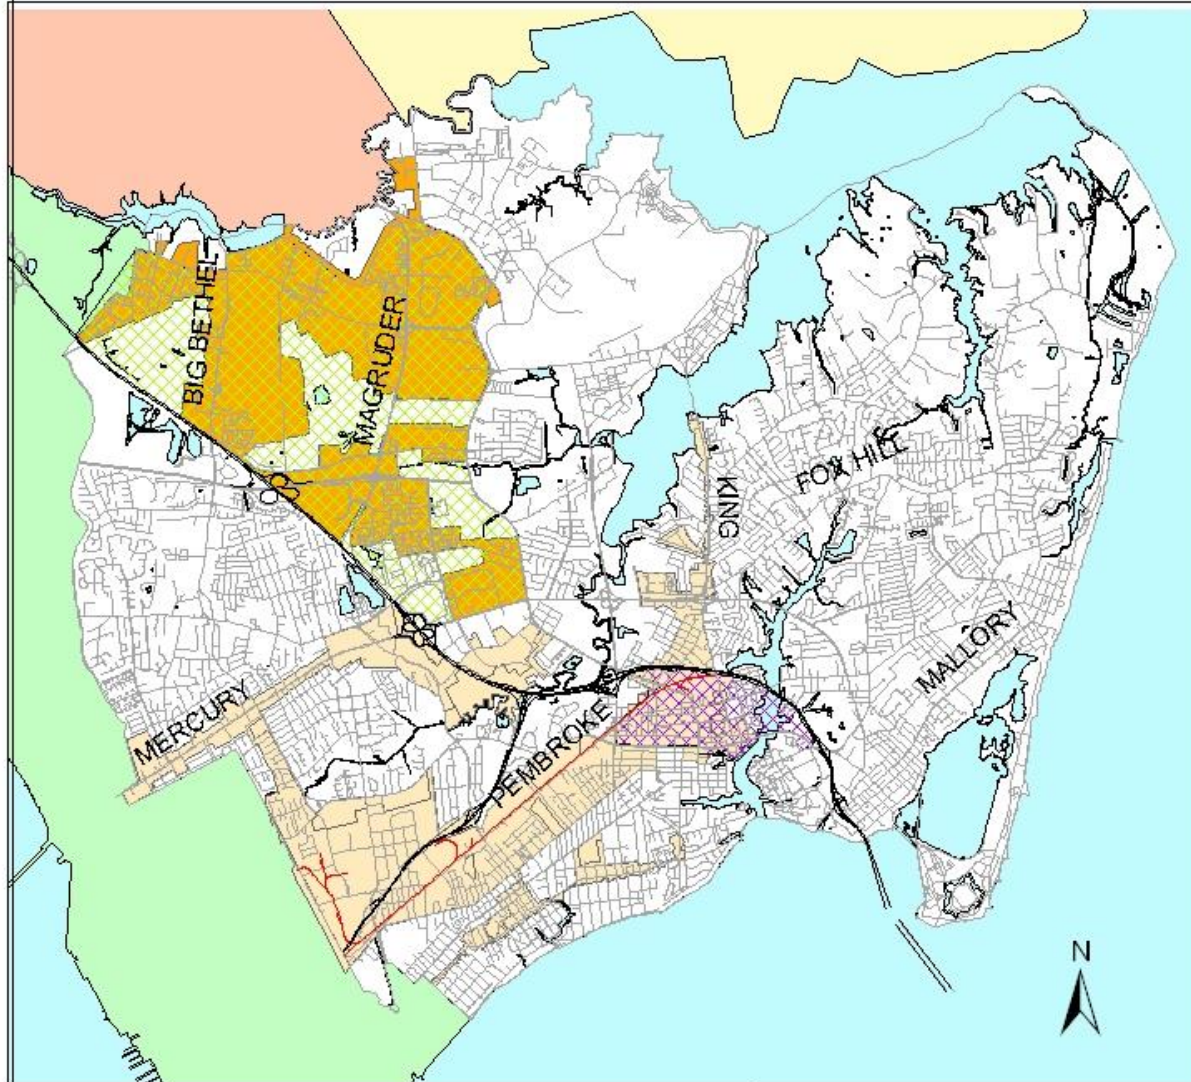 BIG BETHEL
MAGRUDER
FOX HILL
KING
MALLORY
MERCURY
PEMBROKE
N